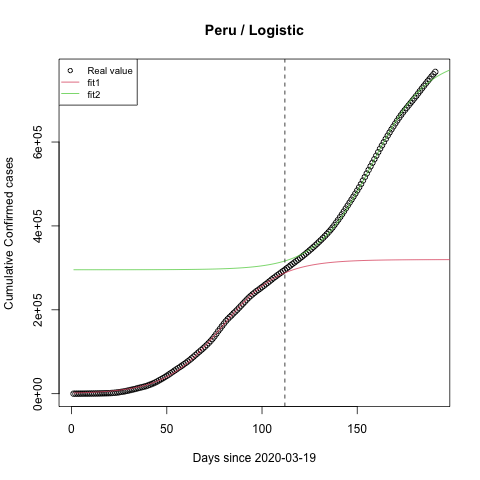 Peru / Logistic
Real value
fit1
fit2
Cumulative Confirmed cases
0e+00
2e+05
4e+05
6e+05
0
50
100
150
Days since 2020-03-19